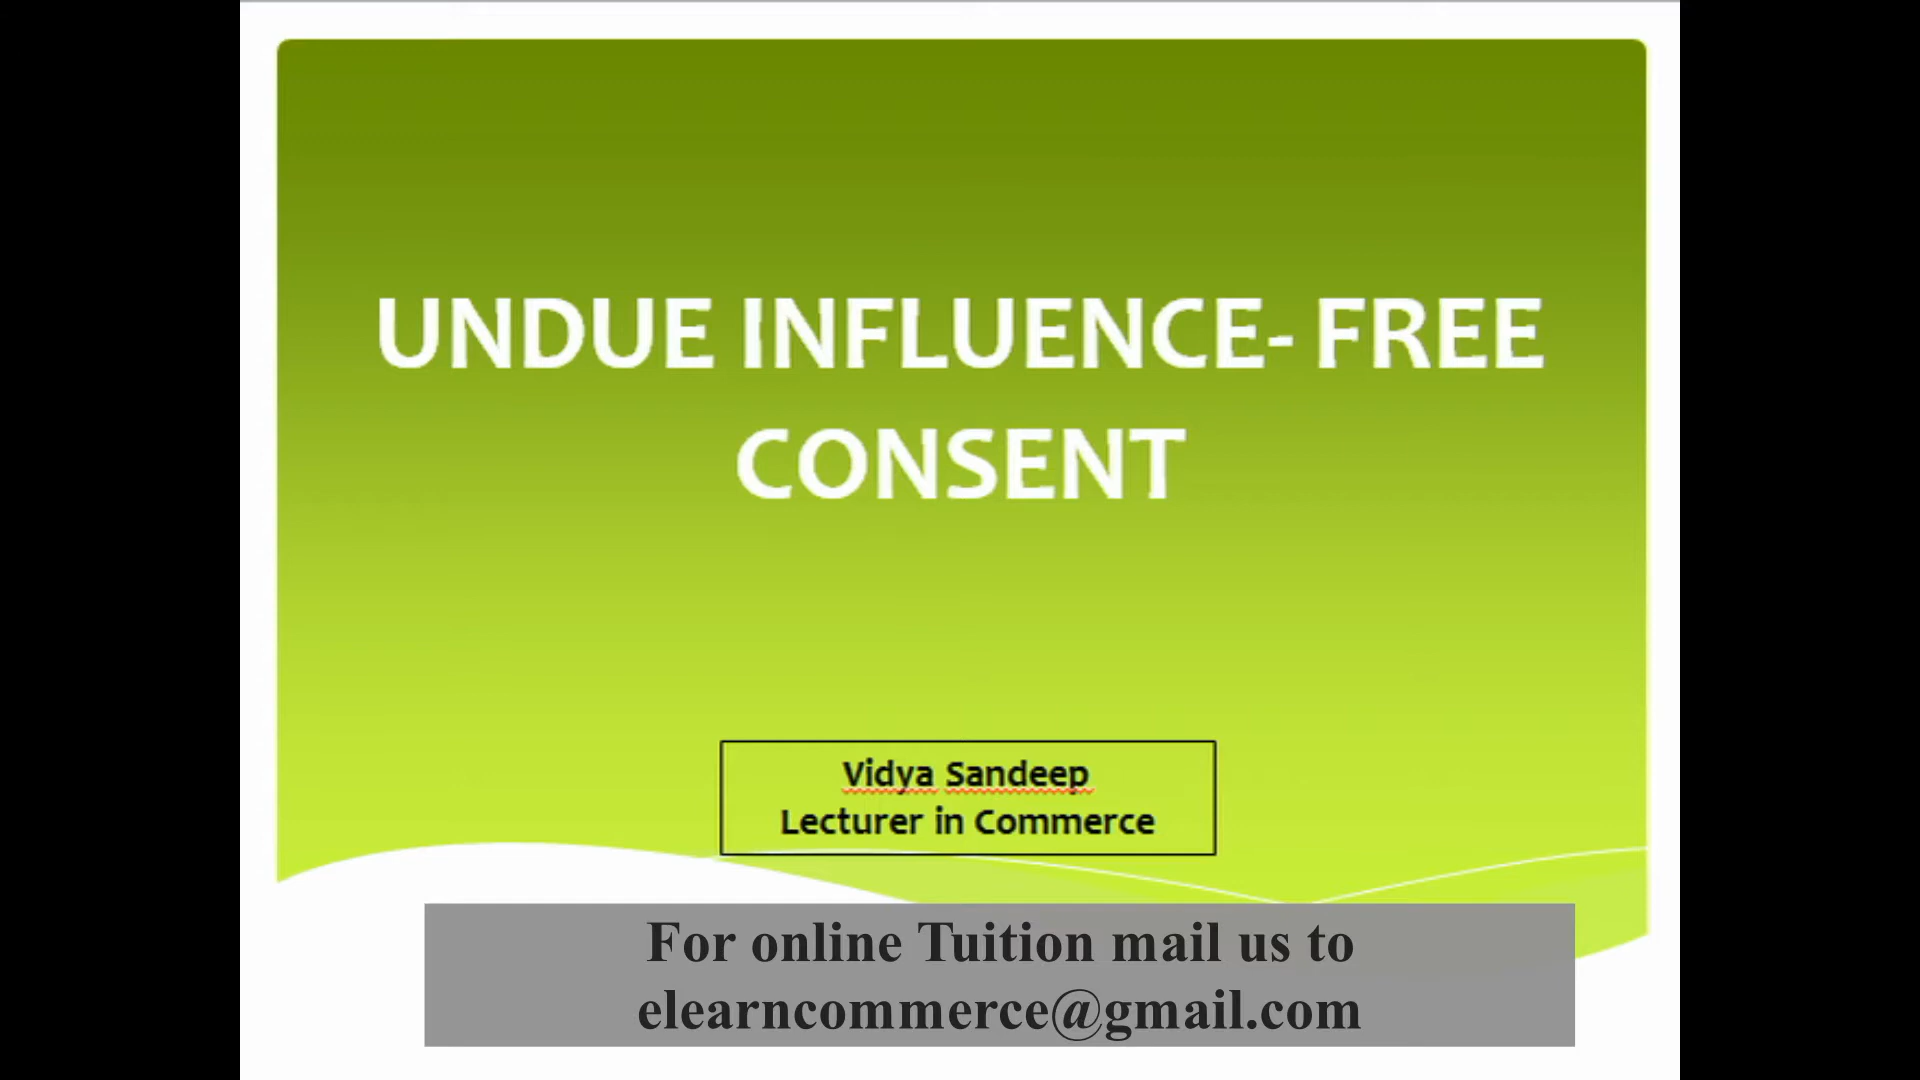 UNDUE INFLUENCE- FREE
CONSENT
Vidya Sandeep
Lecturer in Commerce
For online Tuition mail us to
elearncommerce@gmail.com